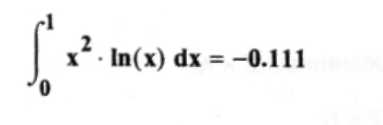 ∫₀¹ x² · ln(x) dx = −0.111